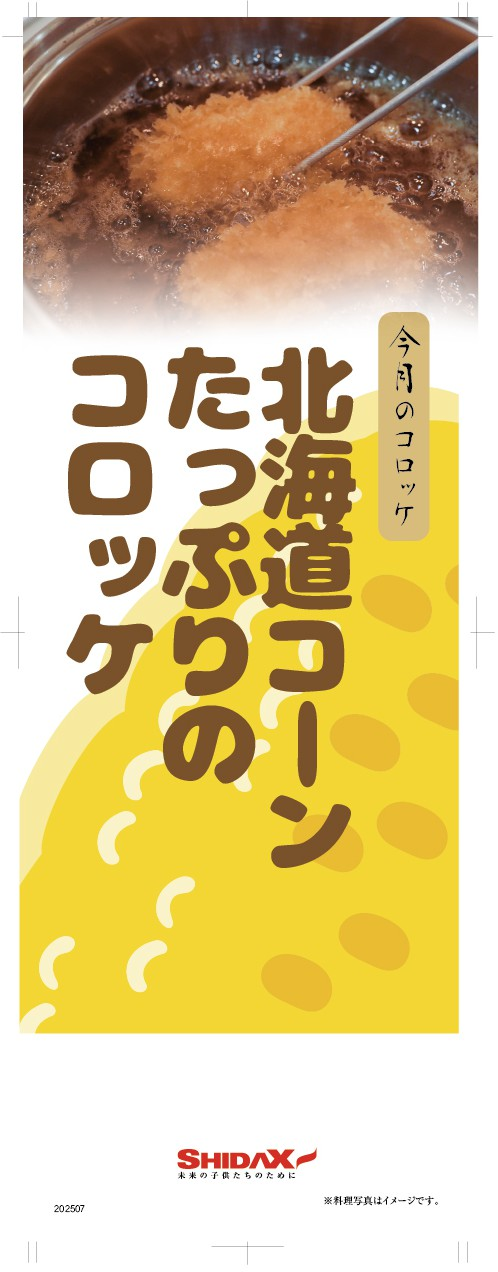 今月のコロッケ
北海道コーン
たっぷりの
コロッケ
SHIDAX
未来の子供たちのために
※料理写真はイメージです。
202507